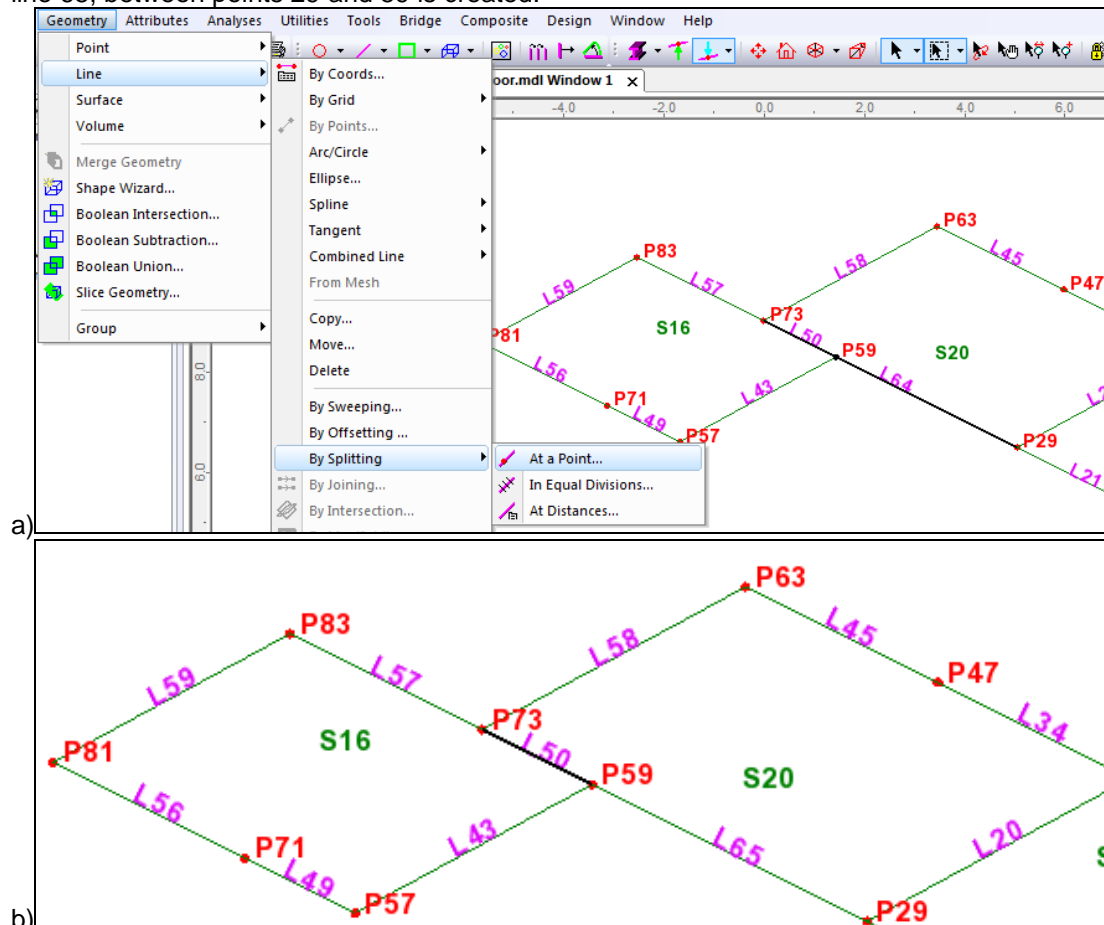 Geometry Attributes Analyses Utilities Tools Bridge Composite Design Window Help
Point
Line
Surface
Volume
Merge Geometry
Shape Wizard...
Boolean Intersection...
Boolean Subtraction...
Boolean Union...
Slice Geometry...
Group
By Coords...
By Grid
By Points...
Arc/Circle
Ellipse...
Spline
Tangent
Combined Line
From Mesh
Copy...
Move...
Delete
By Sweeping...
By Offsetting ...
By Splitting
By Joining...
By Intersection...
At a Point...
In Equal Divisions...
At Distances...
oor.mdl Window 1 x
-4.0 -2.0 0.0 2.0 4.0 6.0
8.0
6.0
P63
L45
P83
L58
P47
L59
L57
P73
S16
L50
P59
S20
P81
L56
L64
P71
L43
L49
P57
P29
L21
a)
P63
P83
L58
L45
P47
L59
L57
L34
P73
S16
L50
P81
P59
S20
L56
L43
L65
L20
P71
L49
P57
P29
b)